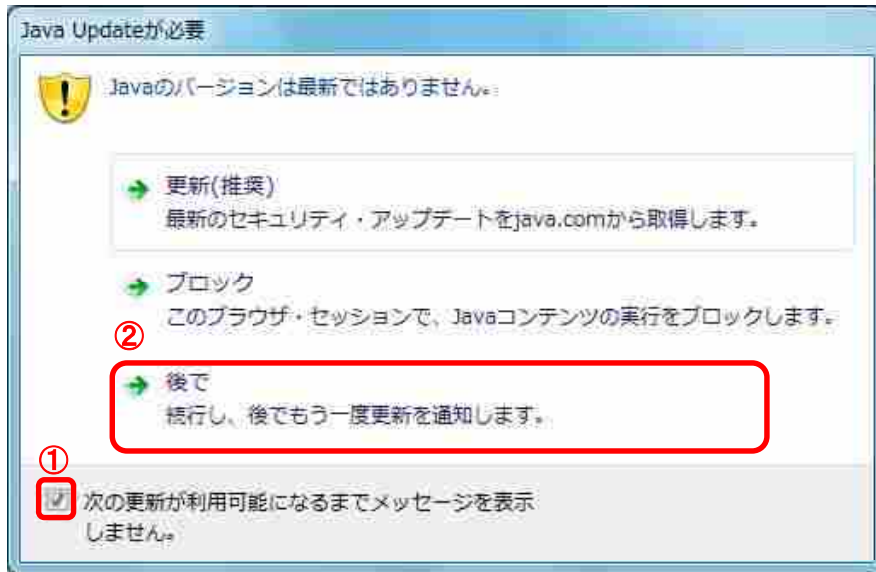 Java Updateが必要
Javaのバージョンは最新ではありません。
更新(推奨)
最新のセキュリティ・アップデートをjava.comから取得します。
ブロック
このブラウザ・セッションで、Javaコンテンツの実行をブロックします。
②
後で
続行し、後でもう一度更新を通知します。
①
次の更新が利用可能になるまでメッセージを表示
しません。